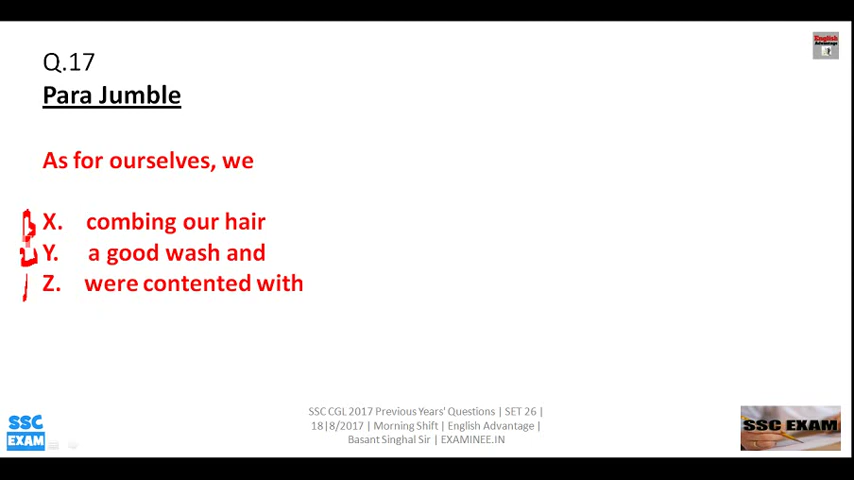 Q.17
English
Advantage
Para Jumble
As for ourselves, we
X. combing our hair
Y. a good wash and
Z. were contented with
SSC CGL 2017 Previous Years' Questions | SET 26 |
18|8/2017 | Morning Shift | English Advantage |
Basant Singhal Sir | EXAMINEE.IN
SSC
EXAM
SSC EXAM